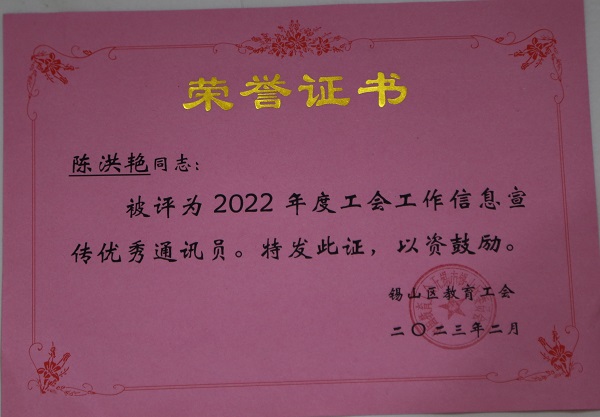 荣誉证书
陈洪艳同志：
被评为2022年度工会工作信息宣
传优秀通讯员。特发此证，以资鼓励。
锡山区教育工会
二〇二三年二月